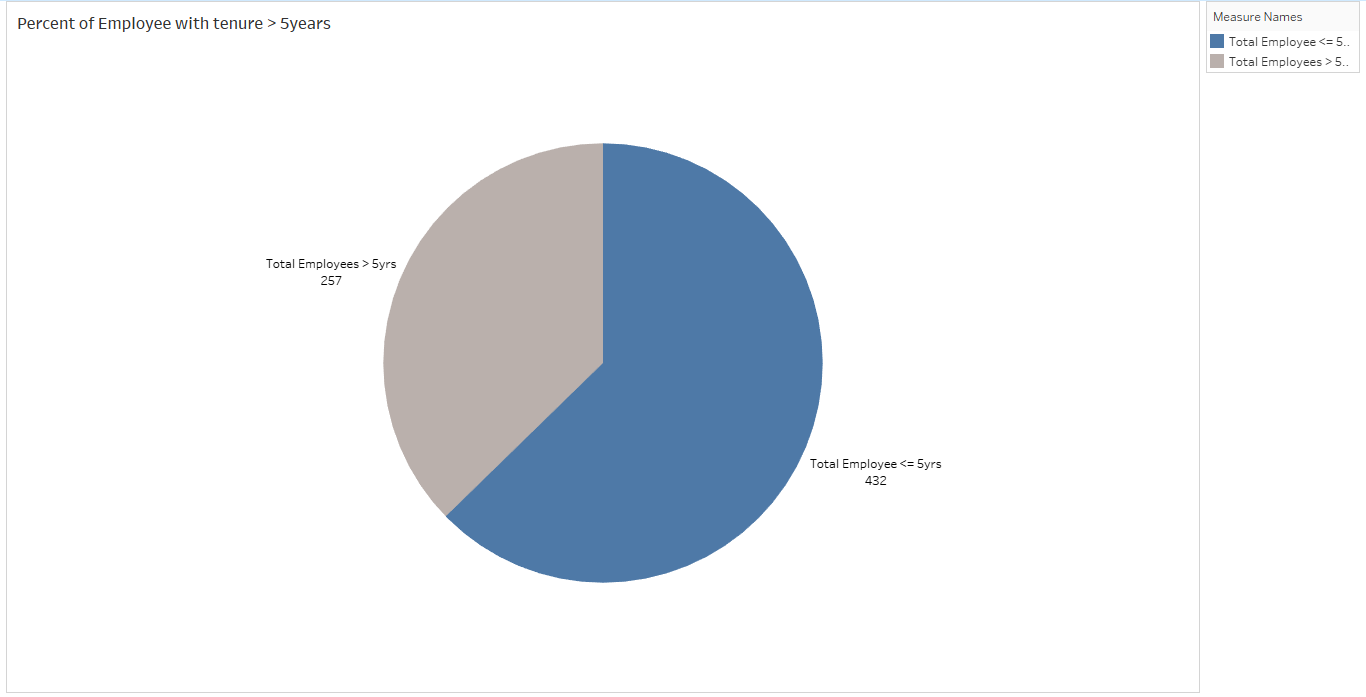 Percent of Employee with tenure > 5years
Measure Names
Total Employee <= 5..
Total Employees > 5..
Total Employees > 5yrs
257
Total Employee <= 5yrs
432